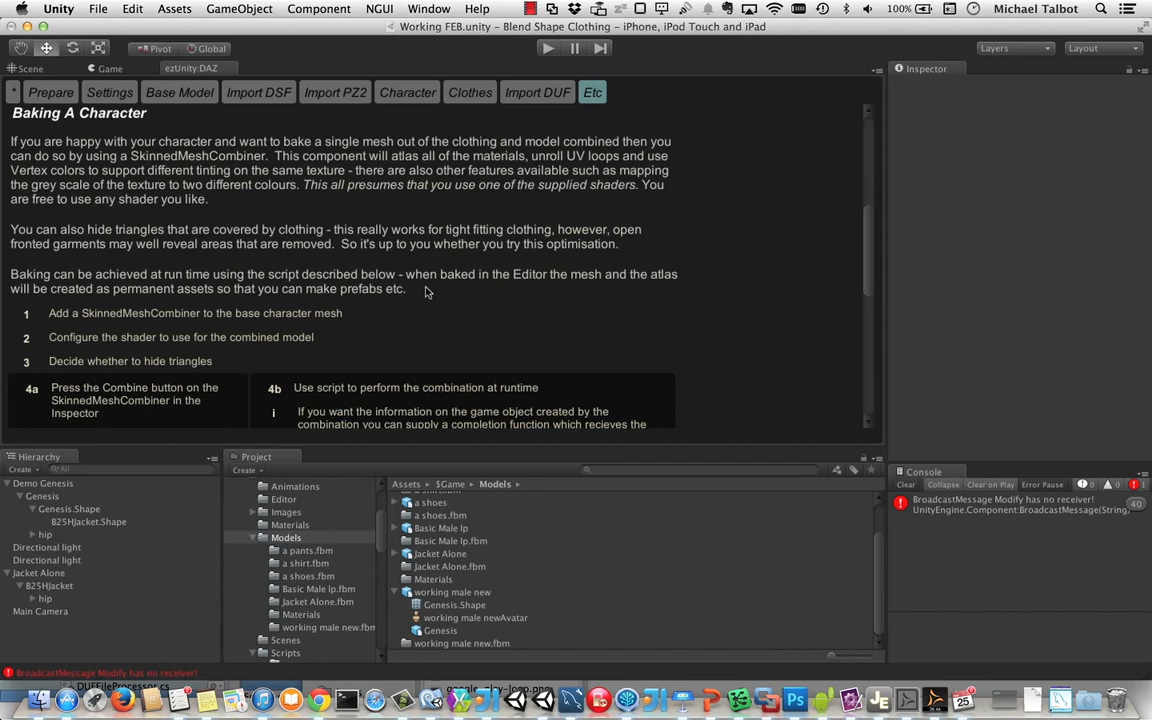 Unity File Edit Assets GameObject Component NGUI Window Help 100% Michael Talbot
Working FEB.unity - Blend Shape Clothing - iPhone, iPod Touch and iPad
Pivot Global Layers Layout
Scene Game ezUnity:DAZ Inspector
* Prepare Settings Base Model Import DSF Import PZ2 Character Clothes Import DUF Etc
Baking A Character
If you are happy with your character and want to bake a single mesh out of the clothing and model combined then you
can do so by using a SkinnedMeshCombiner. This component will atlas all of the materials, unroll UV loops and use
Vertex colors to support different tinting on the same texture - there are also other features available such as mapping
the grey scale of the texture to two different colours. This all presumes that you use one of the supplied shaders. You
are free to use any shader you like.
You can also hide triangles that are covered by clothing - this really works for tight fitting clothing, however, open
fronted garments may well reveal areas that are removed. So it's up to you whether you try this optimisation.
Baking can be achieved at run time using the script described below - when baked in the Editor the mesh and the atlas
will be created as permanent assets so that you can make prefabs etc.
1 Add a SkinnedMeshCombiner to the base character mesh
2 Configure the shader to use for the combined model
3 Decide whether to hide triangles
4a Press the Combine button on the
SkinnedMeshCombiner in the
Inspector
4b Use script to perform the combination at runtime
i If you want the information on the game object created by the
combination you can supply a completion function which recieves the
Hierarchy
Create All
Demo Genesis
Genesis
Genesis.Shape
B25HJacket.Shape
hip
Directional light
Directional light
Jacket Alone
B25HJacket
hip
Main Camera
Project
Create
Animations
Editor
Images
Materials
Models
a pants.fbm
a shirt.fbm
a shoes.fbm
Basic Male lp.fbm
Jacket Alone.fbm
Materials
working male new.fbm
Scenes
Scripts
Assets $Game Models
a shirt.fbm
a shoes
a shoes.fbm
Basic Male lp
Basic Male lp.fbm
Jacket Alone
Jacket Alone.fbm
Materials
working male new
Genesis.Shape
working male newAvatar
Genesis
working male new.fbm
Console
Clear Collapse Clear on Play Error Pause 0 0 1
BroadcastMessage Modify has no receiver!
UnityEngine.Component:BroadcastMessage(String,
40
BroadcastMessage Modify has no receiver!
DUFFileProcessor.cs
google-play-logo.png